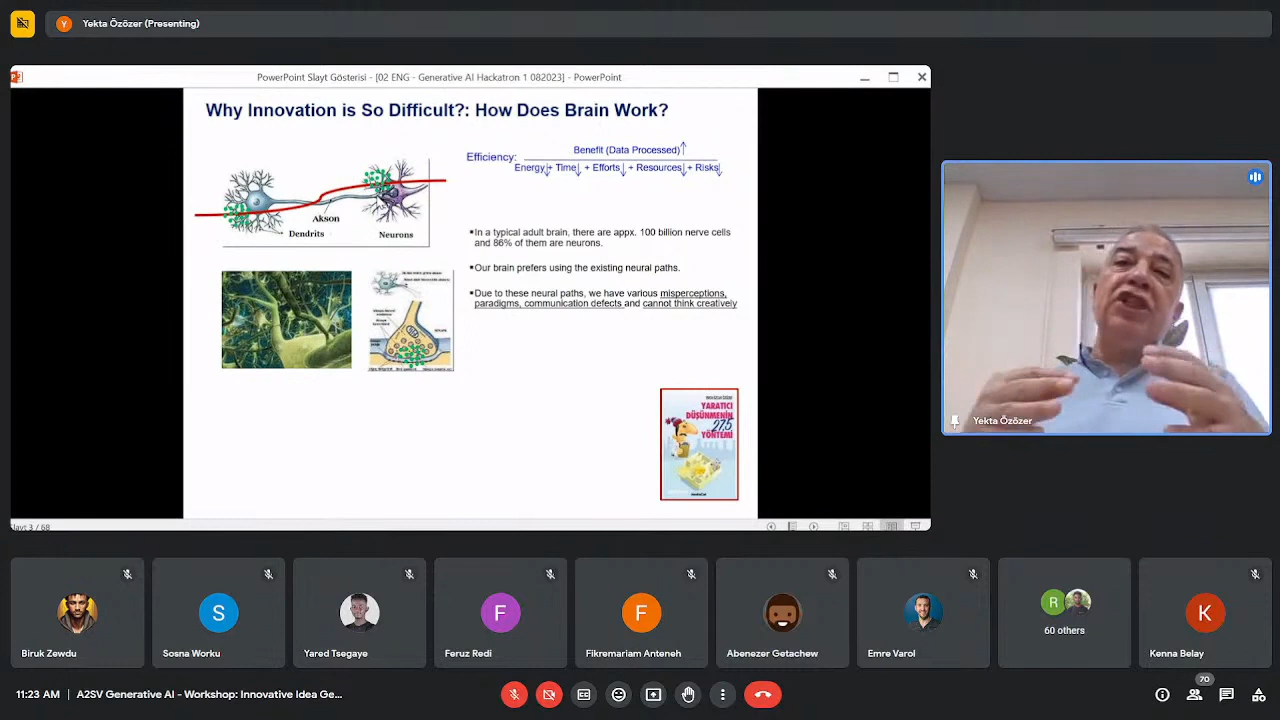 Yekta Özözer (Presenting)
PowerPoint Slayt Gösterisi - [02 ENG - Generative AI Hackatron 1 082023] - PowerPoint
Why Innovation is So Difficult?: How Does Brain Work?
Efficiency:
Benefit (Data Processed)
Energy + Time + Efforts + Resources + Risks
Akson
Dendrits
Neurons
▪In a typical adult brain, there are appx. 100 billion nerve cells
and 86% of them are neurons.
▪Our brain prefers using the existing neural paths.
▪Due to these neural paths, we have various misperceptions,
paradigms, communication defects and cannot think creatively
YARATICI
DÜŞÜNMENİN
27,5
YÖNTEMİ
Slayt 3 / 68
Yekta Özözer
S
F
F
R
K
Biruk Zewdu
Sosna Worku
Yared Tsegaye
Feruz Redi
Fikremariam Anteneh
Abenezer Getachew
Emre Varol
60 others
Kenna Belay
11:23 AM | A2SV Generative AI - Workshop: Innovative Idea Ge...
70